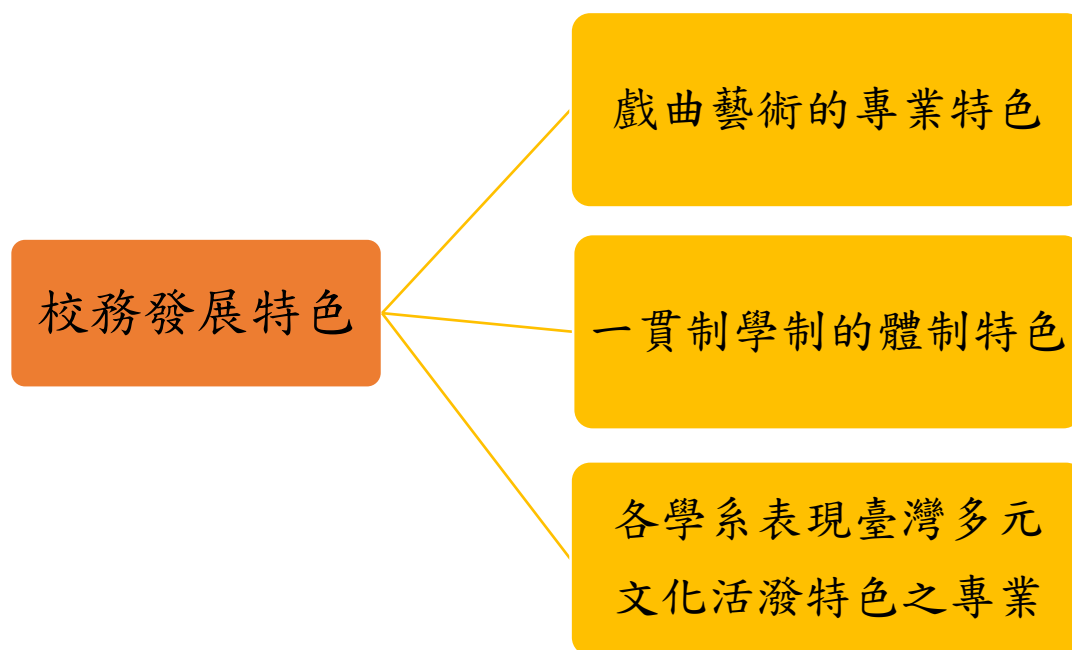 校務發展特色
戲曲藝術的專業特色
一貫制學制的體制特色
各學系表現臺灣多元
文化活潑特色之專業